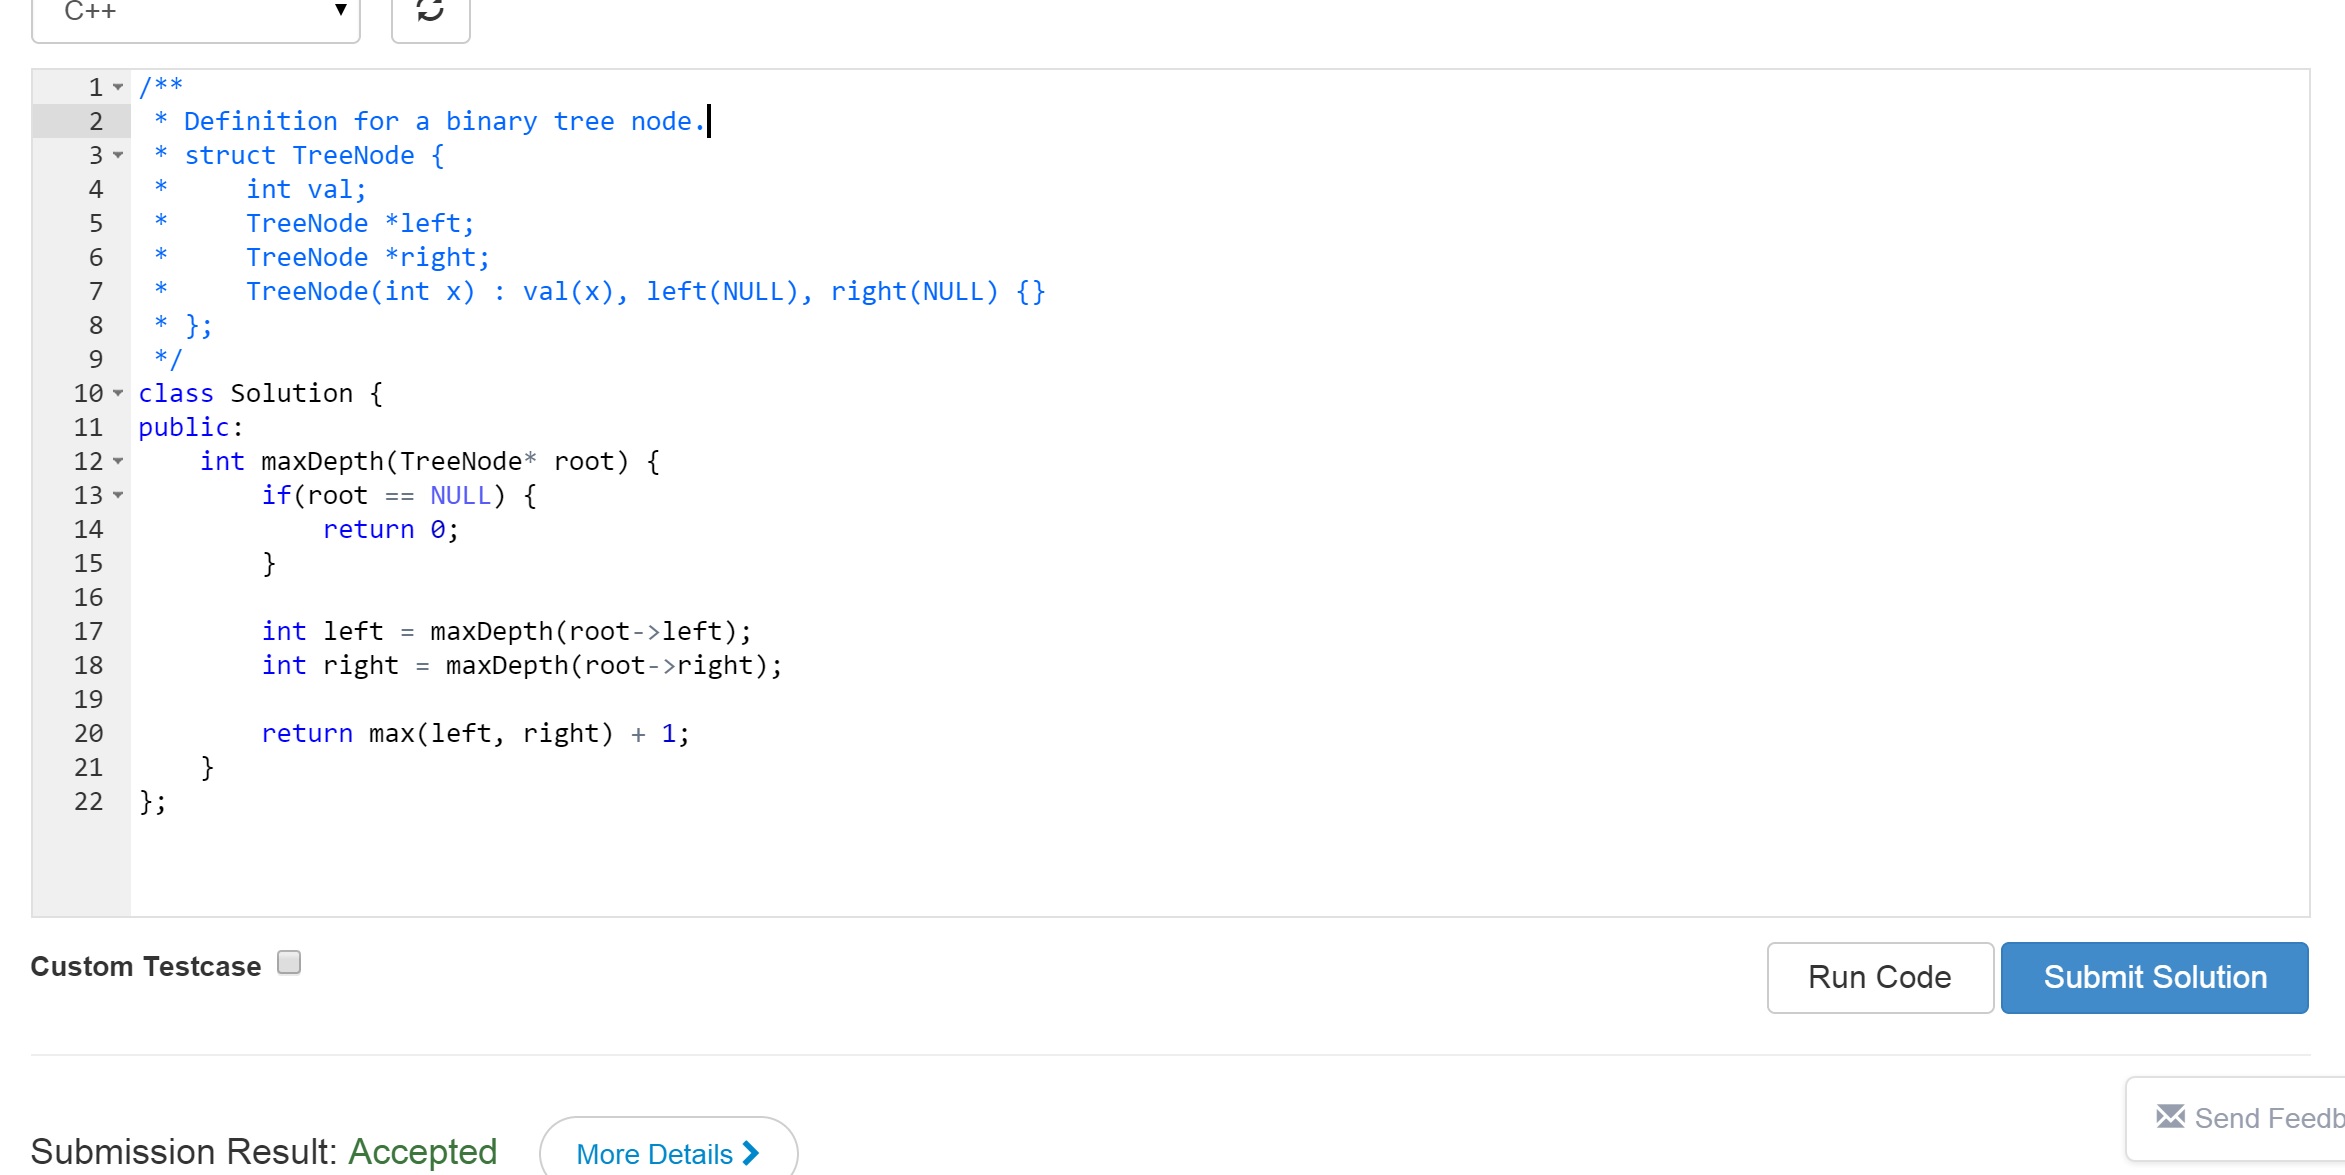 C++
1 /**
2  * Definition for a binary tree node.
3  * struct TreeNode {
4  *     int val;
5  *     TreeNode *left;
6  *     TreeNode *right;
7  *     TreeNode(int x) : val(x), left(NULL), right(NULL) {}
8  * };
9  */
10 class Solution {
11 public:
12     int maxDepth(TreeNode* root) {
13         if(root == NULL) {
14             return 0;
15         }
16
17         int left = maxDepth(root->left);
18         int right = maxDepth(root->right);
19
20         return max(left, right) + 1;
21     }
22 };
Custom Testcase
Run Code Submit Solution
Send Feedb
Submission Result: Accepted More Details